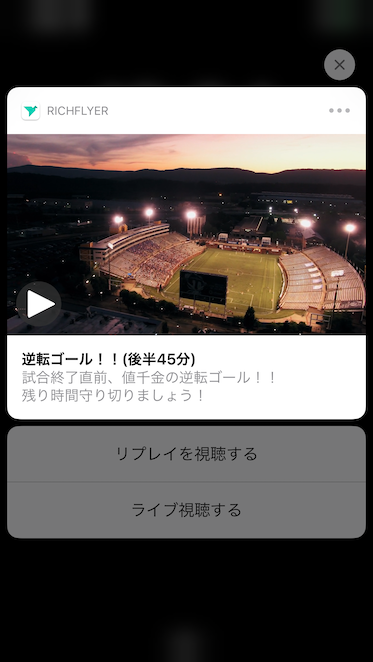 RICHFLYER
逆転ゴール！！(後半45分)
試合終了直前、値千金の逆転ゴール！！
残り時間守り切りましょう！
リプレイを視聴する
ライブ視聴する